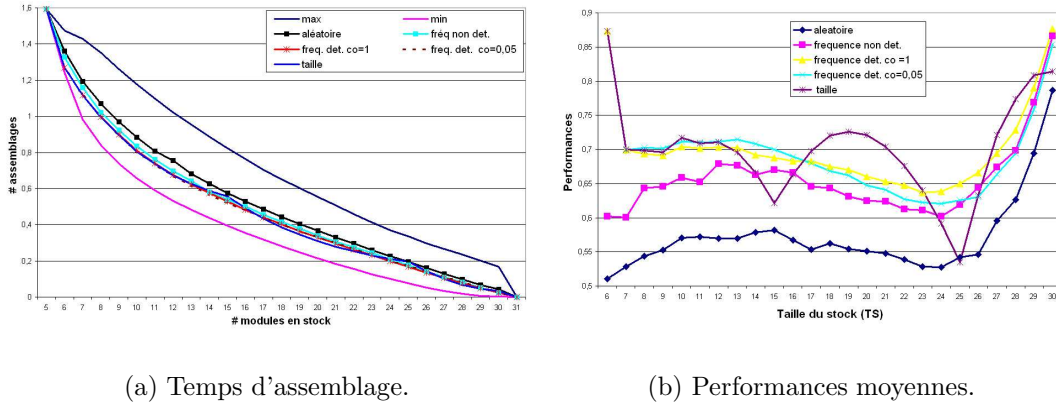 1,6
1,4
1,2
1
0,8
0,6
0,4
0,2
0
# assemblages
max
min
aléatoire
fréq non det.
freq. det. co=1
freq. det. co=0,05
taille
5 6 7 8 9 10 11 12 13 14 15 16 17 18 19 20 21 22 23 24 25 26 27 28 29 30 31
# modules en stock
(a) Temps d'assemblage.
0,9
0,85
0,8
0,75
0,7
0,65
0,6
0,55
0,5
Performances
aleatoire
frequence non det.
frequence det. co =1
frequence det. co=0,05
taille
6 7 8 9 10 11 12 13 14 15 16 17 18 19 20 21 22 23 24 25 26 27 28 29 30
Taille du stock (TS)
(b) Performances moyennes.